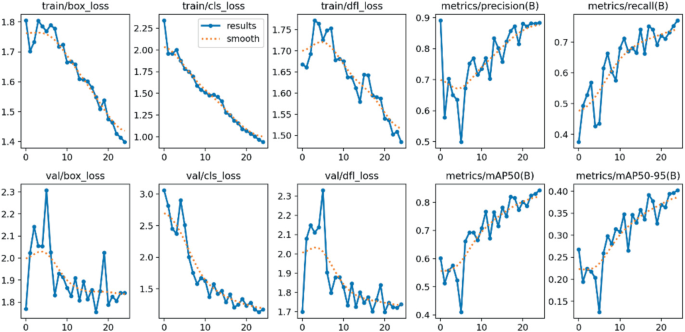 train/box_loss
1.8
1.7
1.6
1.5
1.4
0 10 20
train/cls_loss
results
smooth
2.25
2.00
1.75
1.50
1.25
1.00
0 10 20
train/dfl_loss
1.75
1.70
1.65
1.60
1.55
1.50
0 10 20
metrics/precision(B)
0.9
0.8
0.7
0.6
0.5
0 10 20
metrics/recall(B)
0.7
0.6
0.5
0.4
0 10 20
val/box_loss
2.3
2.2
2.1
2.0
1.9
1.8
0 10 20
val/cls_loss
3.0
2.5
2.0
1.5
0 10 20
val/dfl_loss
2.3
2.2
2.1
2.0
1.9
1.8
1.7
0 10 20
metrics/mAP50(B)
0.8
0.7
0.6
0.5
0.4
0 10 20
metrics/mAP50-95(B)
0.40
0.35
0.30
0.25
0.20
0.15
0 10 20